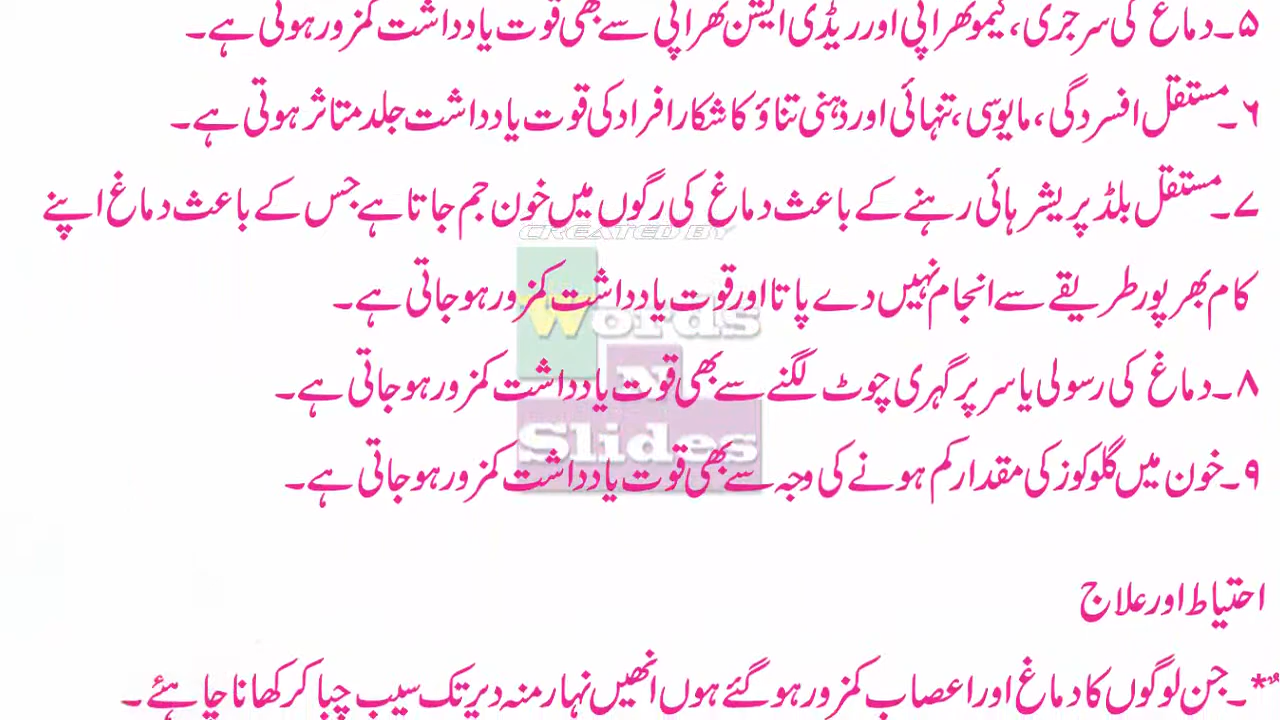 ۵۔ دماغ کی سرجری، کیموتھراپی اور ریڈی ایشن تھراپی سے بھی قوت یادداشت کمزور ہوتی ہے۔
۶۔ مستقل افسردگی، مایوسی، تنہائی اور ذہنی تناؤ کا شکار افراد کی قوت یادداشت جلد متاثر ہوتی ہے۔
۷۔ مستقل بلڈ پریشر ہائی رہنے کے باعث دماغ کی رگوں میں خون جم جاتا ہے جس کے باعث دماغ اپنے
CREATED BY
کام بھرپور طریقے سے انجام نہیں دے پاتا اور قوت یادداشت کمزور ہو جاتی ہے۔
Words
N
۸۔ دماغ کی رسولی یا سر پر گہری چوٹ لگنے سے بھی قوت یادداشت کمزور ہو جاتی ہے۔
Slides
۹۔ خون میں گلوکوز کی مقدار کم ہونے کی وجہ سے بھی قوت یادداشت کمزور ہو جاتی ہے۔
احتیاط اور علاج
*۔ جن لوگوں کا دماغ اور اعصاب کمزور ہو گئے ہوں انھیں نہار منہ دیر تک سیب چبا کر کھانا چاہئے۔